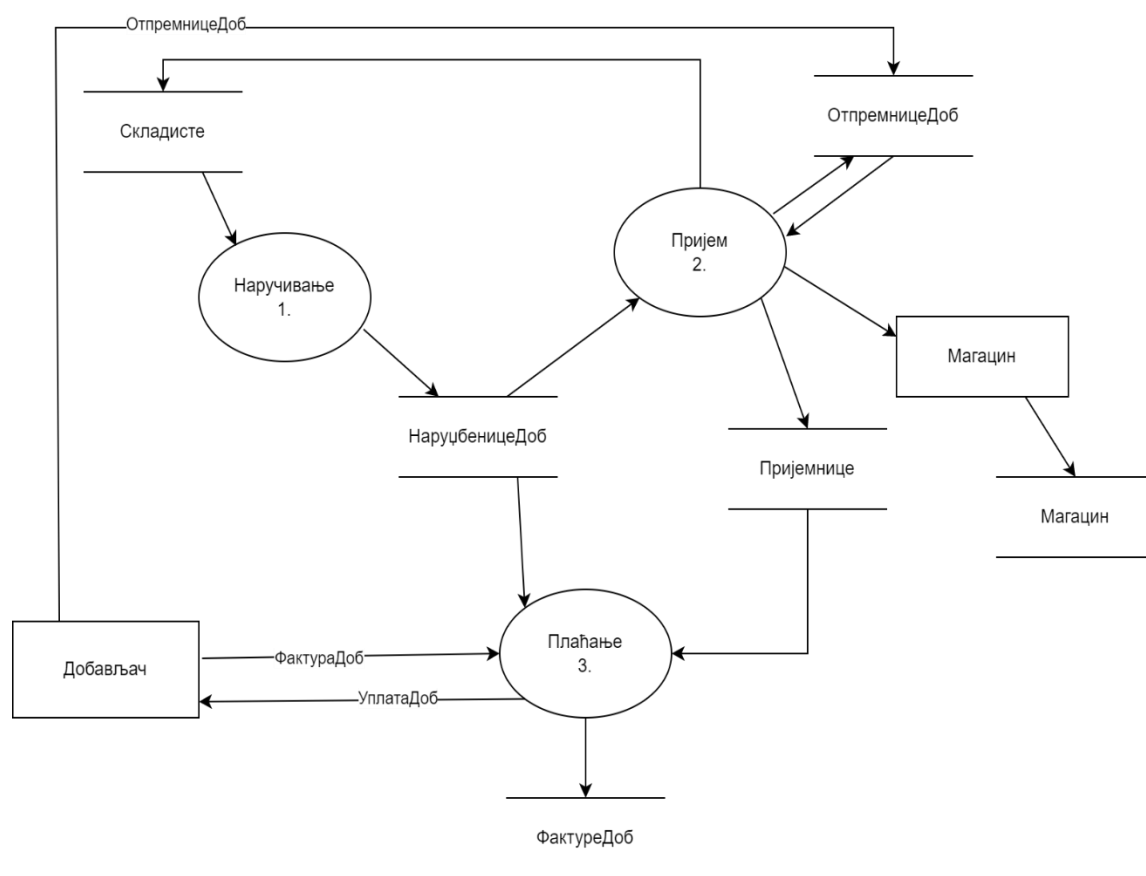 ОтпремницеДоб
Складисте
ОтпремницеДоб
Пријем
2.
Наручивање
1.
Магацин
НаруџбеницеДоб
Пријемнице
Магацин
Плаћање
3.
Добављач
ФактураДоб
УплатаДоб
ФактуреДоб